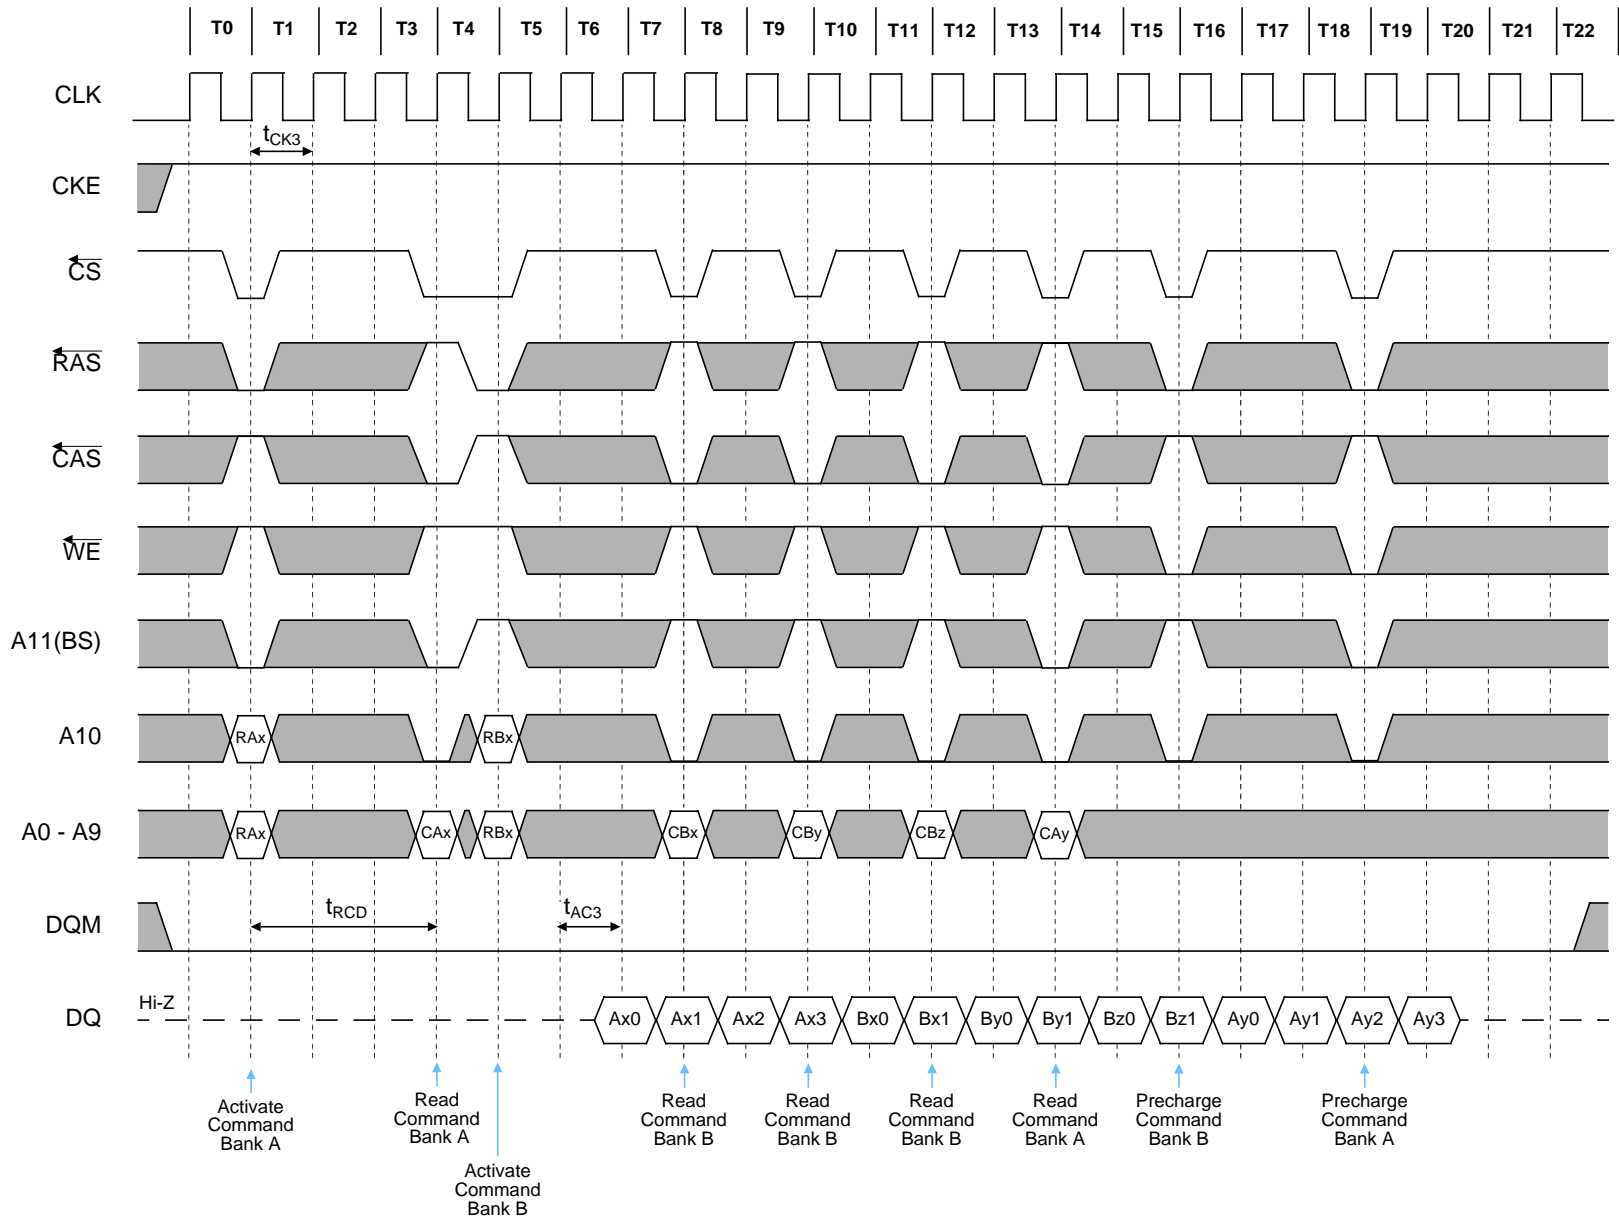 T0 T1 T2 T3 T4 T5 T6 T7 T8 T9 T10 T11 T12 T13 T14 T15 T16 T17 T18 T19 T20 T21 T22
CLK
tCK3
CKE
CS
RAS
CAS
WE
A11(BS)
A10
RAx RBx
A0 - A9
RAx CAx RBx CBx CBy CBz CAy
DQM
tRCD tAC3
DQ
Hi-Z
Ax0 Ax1 Ax2 Ax3 Bx0 Bx1 By0 By1 Bz0 Bz1 Ay0 Ay1 Ay2 Ay3
Activate
Command
Bank A
Read
Command
Bank A
Activate
Command
Bank B
Read
Command
Bank B
Read
Command
Bank B
Read
Command
Bank B
Read
Command
Bank A
Precharge
Command
Bank B
Precharge
Command
Bank A